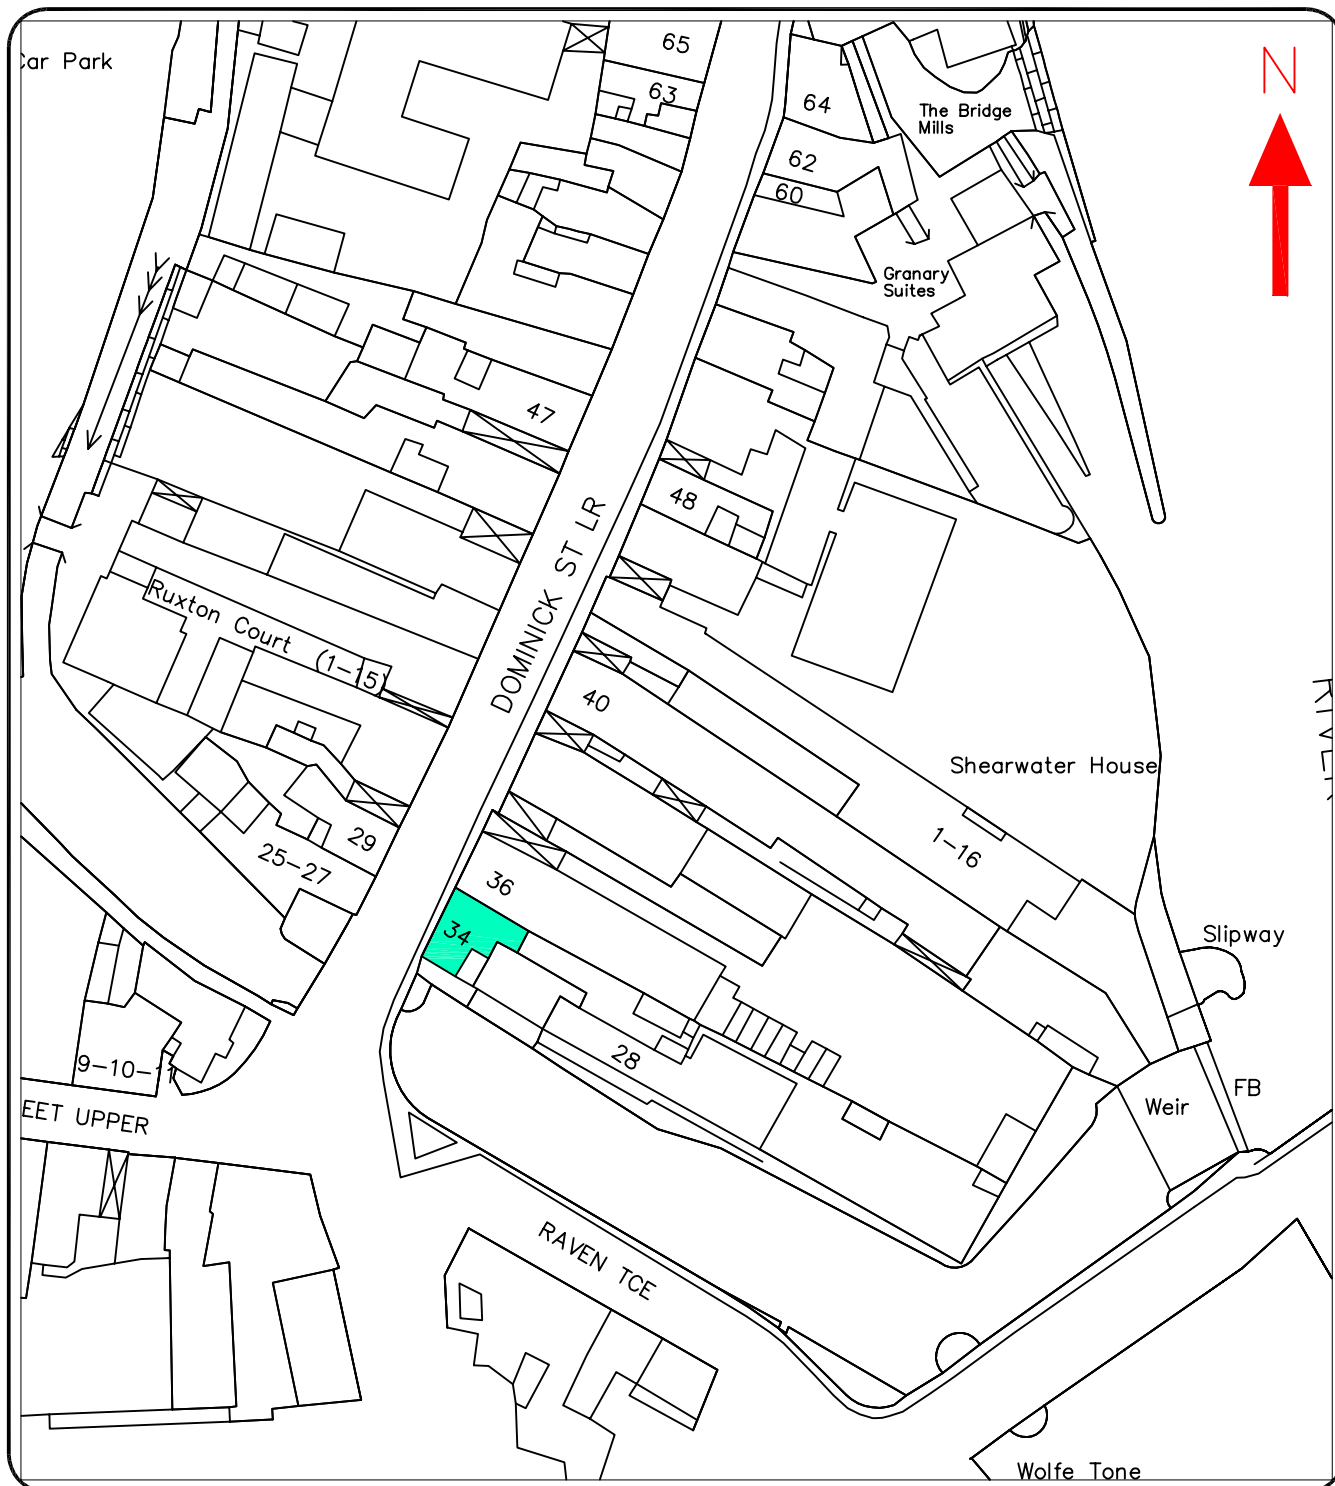 65
Car Park
N
63
64
The Bridge
Mills
62
60
Granary
Suites
47
48
DOMINICK ST LR
Ruxton Court (1-15)
40
RIVER
Shearwater House
29
1-16
25-27
36
34
Slipway
28
9-10-11
FB
Weir
EET UPPER
RAVEN TCE
Wolfe Tone